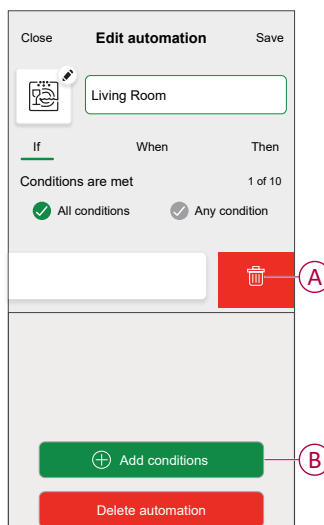 Close Edit automation Save
Living Room
If When Then
Conditions are met 1 of 10
All conditions Any condition
A
Add conditions B
Delete automation